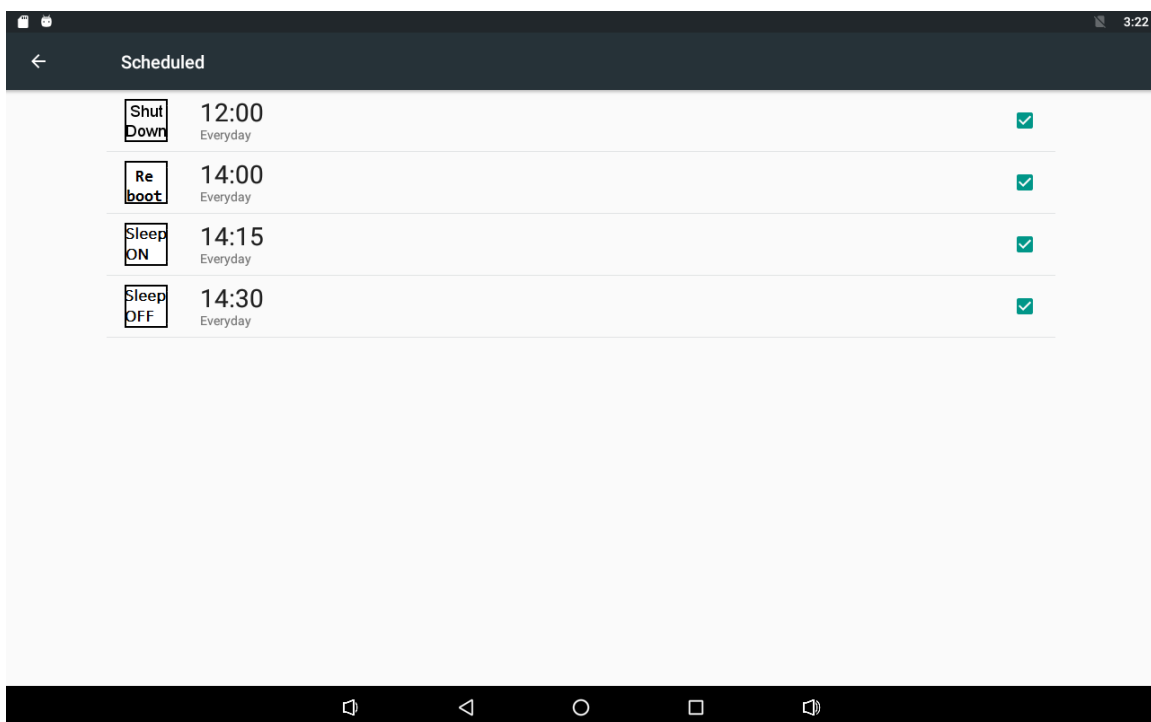 3:22
Scheduled
Shut
Down
12:00
Everyday
Re
boot
14:00
Everyday
Sleep
ON
14:15
Everyday
Sleep
OFF
14:30
Everyday